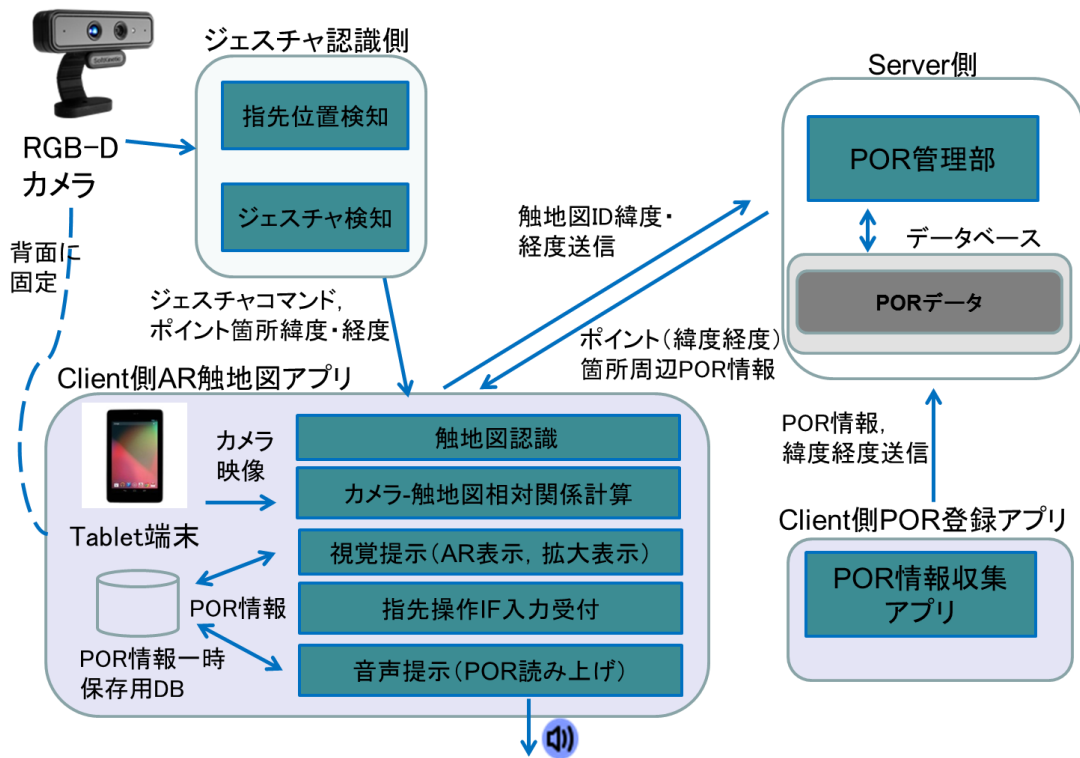 ジェスチャ認識側
指先位置検知
ジェスチャ検知
RGB-D
カメラ
背面に
固定
ジェスチャコマンド,
ポイント箇所緯度・経度
触地図ID緯度・
経度送信
ポイント（緯度経度）
箇所周辺POR情報
Server側
POR管理部
データベース
PORデータ
POR情報,
緯度経度送信
Client側POR登録アプリ
POR情報収集
アプリ
Client側AR触地図アプリ
カメラ
映像
Tablet端末
触地図認識
カメラ-触地図相対関係計算
視覚提示（AR表示, 拡大表示）
指先操作IF入力受付
音声提示（POR読み上げ）
POR情報
POR情報一時
保存用DB